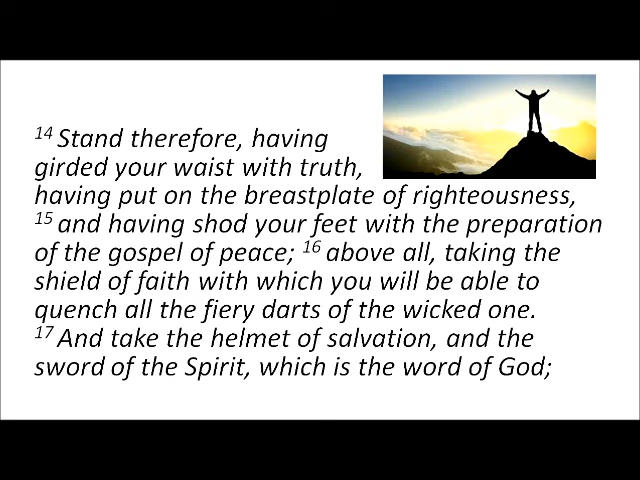 14 Stand therefore, having
girded your waist with truth,
having put on the breastplate of righteousness,
15 and having shod your feet with the preparation
of the gospel of peace; 16 above all, taking the
shield of faith with which you will be able to
quench all the fiery darts of the wicked one.
17 And take the helmet of salvation, and the
sword of the Spirit, which is the word of God;